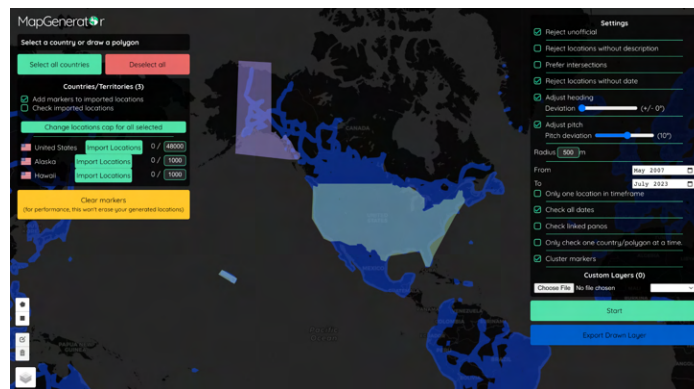 MapGenerator
Select a country or draw a polygon
Select all countries
Deselect all
Countries/Territories (3)
Add markers to imported locations
Check imported locations
Change locations cap for all selected
United States Import Locations 0 / 48000
Alaska Import Locations 0 / 1000
Hawaii Import Locations 0 / 1000
Clear markers
(for performance, this won't erase your generated locations)
CANADA
MEXICO
VENEZUELA
BRAZIL
Settings
Reject unofficial
Reject locations without description
Prefer intersections
Reject locations without date
Adjust heading
Deviation (+/- 0°)
Adjust pitch
Pitch deviation (10°)
Radius 500 m
From May 2007
To July 2023
Only one location in timeframe
Check all dates
Check linked panos
Only check one country/polygon at a time.
Cluster markers
Custom Layers (0)
Choose File No file chosen
Start
Export Drawn Layer